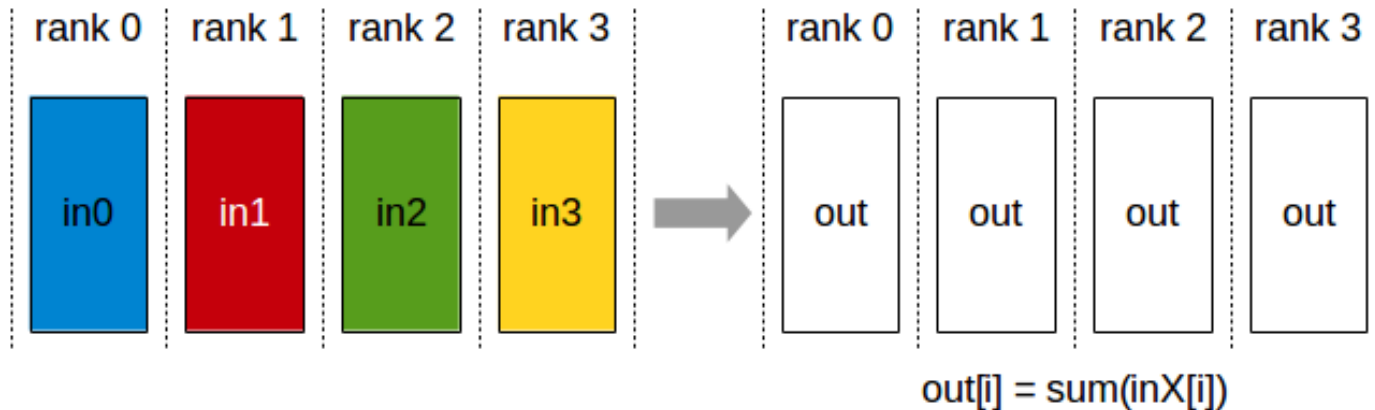 rank 0 rank 1 rank 2 rank 3 rank 0 rank 1 rank 2 rank 3
in0 in1 in2 in3 out out out out
out[i] = sum(inX[i])